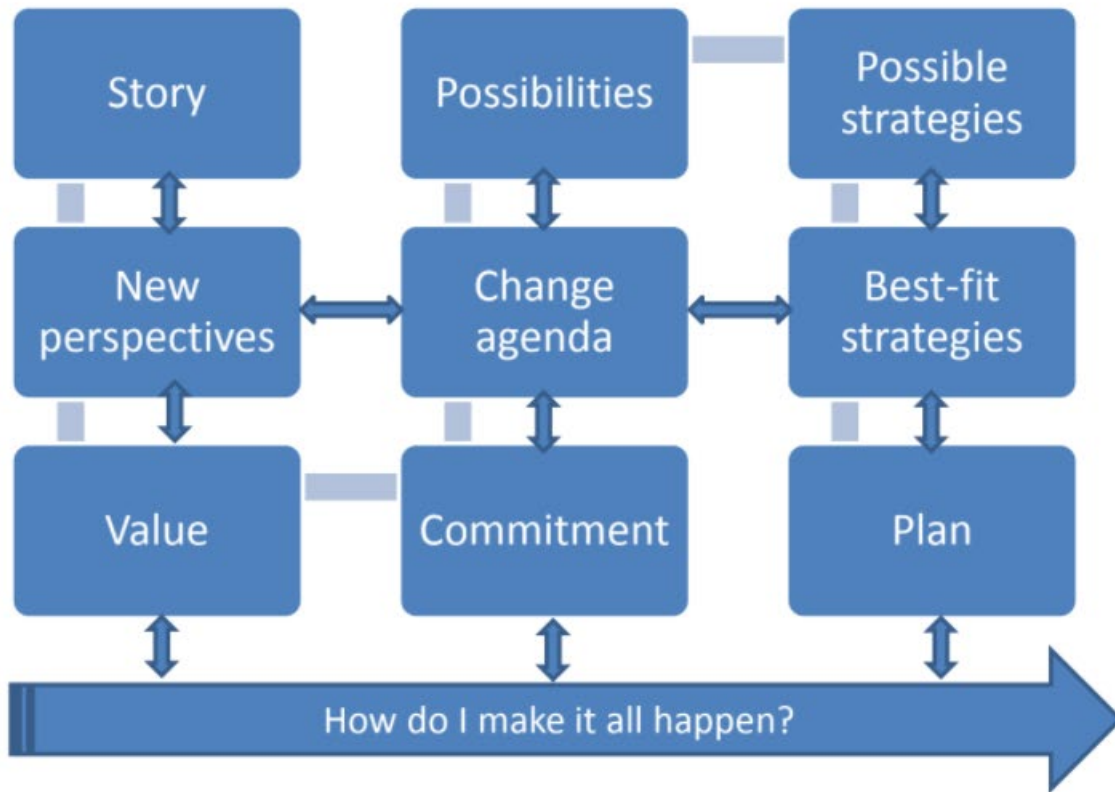 Story
Possibilities
Possible
strategies
New
perspectives
Change
agenda
Best-fit
strategies
Value
Commitment
Plan
How do I make it all happen?